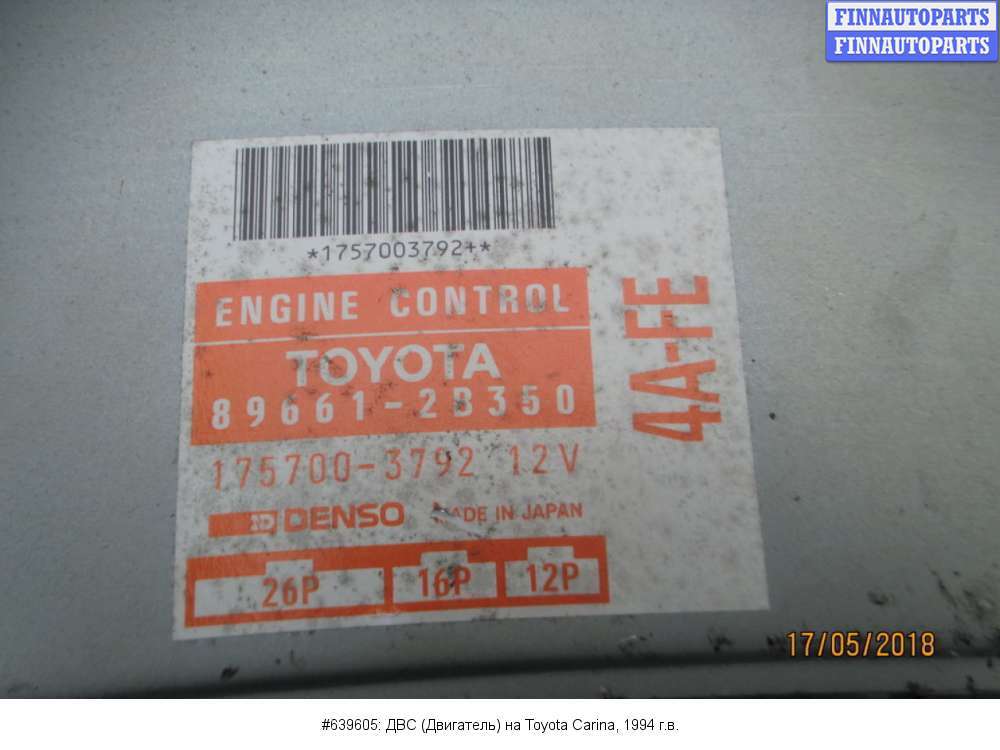 FINNAUTOPARTS
FINNAUTOPARTS
*1757003792+*
ENGINE CONTROL
TOYOTA
89661-2B350
4A-FE
175700-3792 12V
DENSO MADE IN JAPAN
26P 16P 12P
17/05/2018
#639605: ДВС (Двигатель) на Toyota Carina, 1994 г.в.